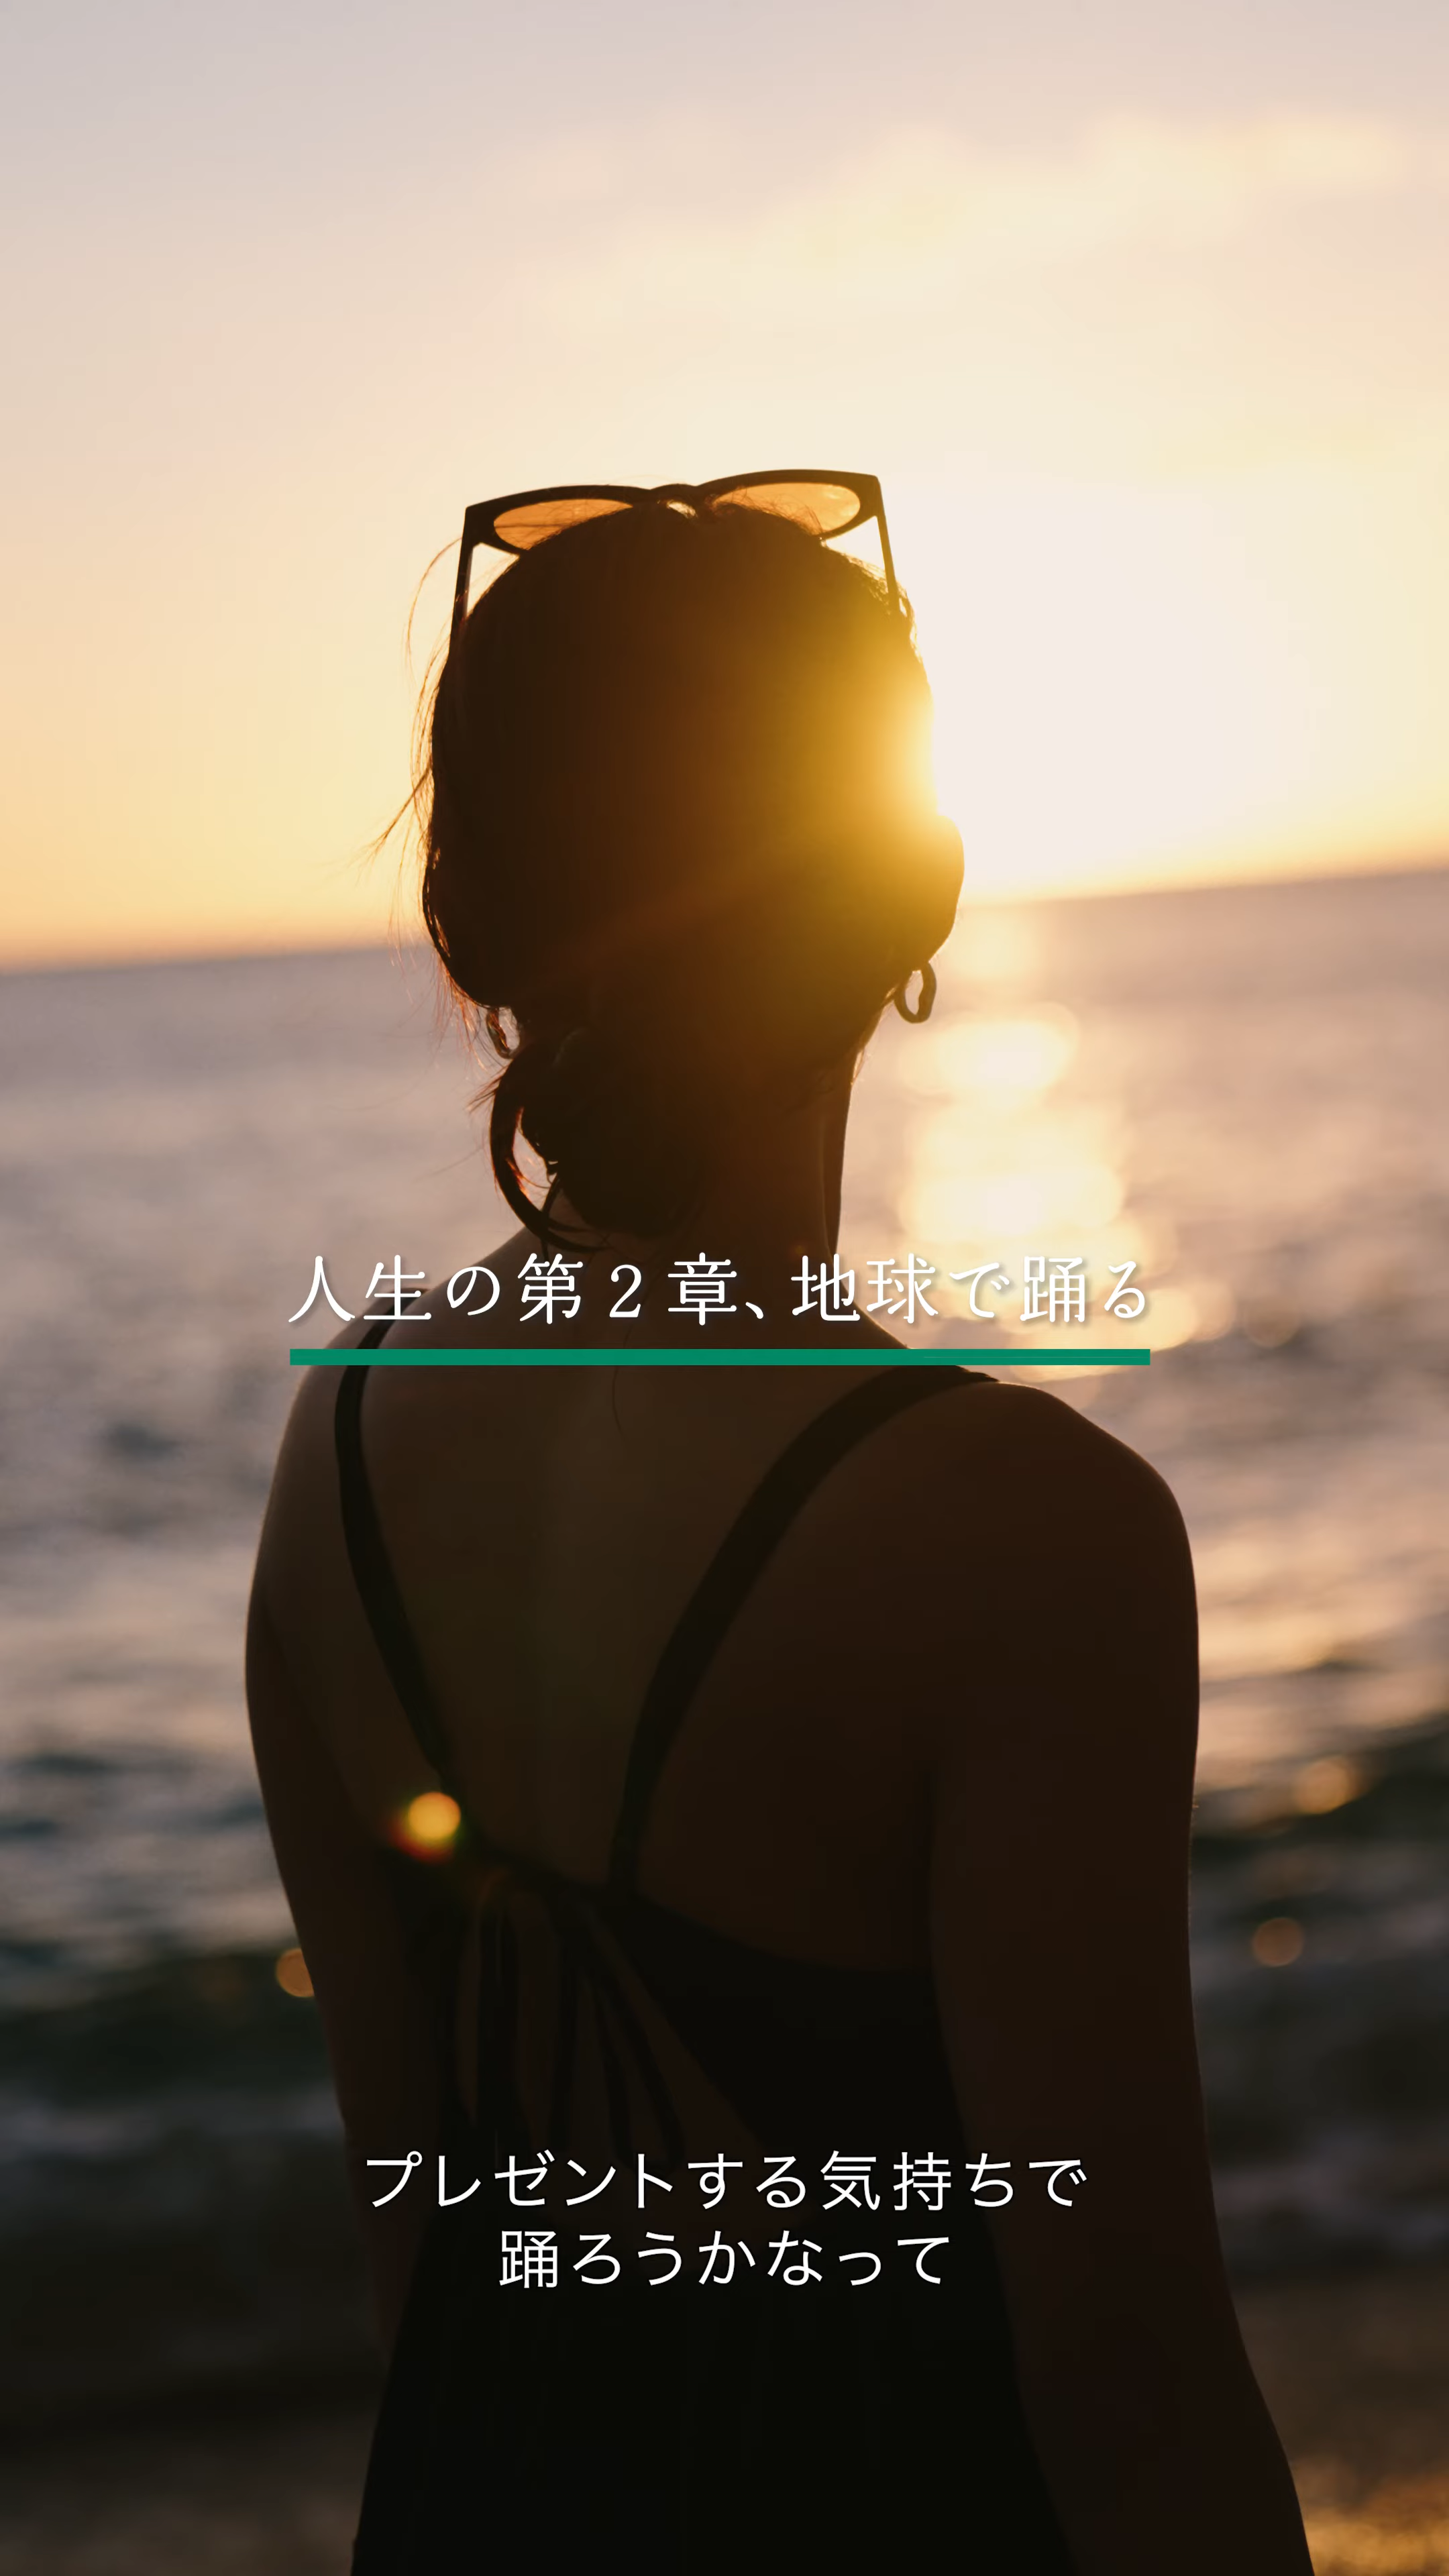 人生の第2章、地球で踊る
プレゼントする気持ちで
踊ろうかなって